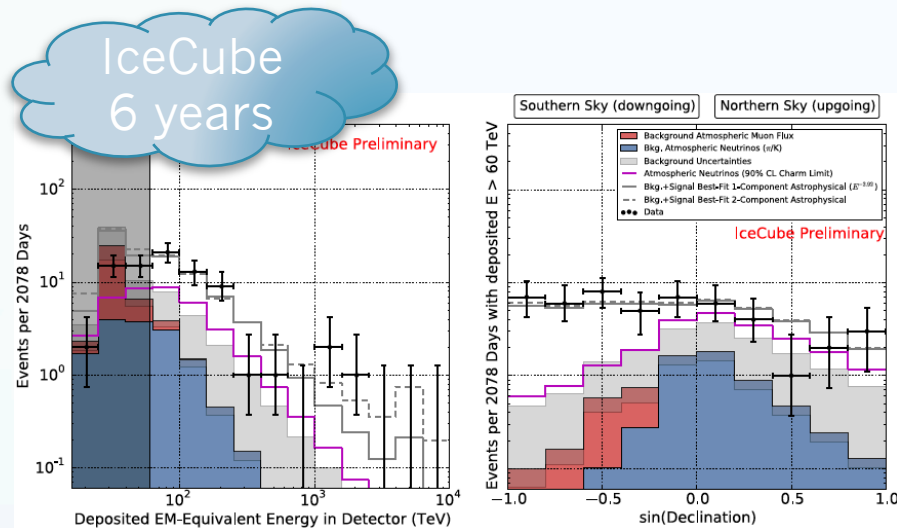 IceCube
6 years
IceCube Preliminary
10²
10¹
10⁰
10⁻¹
Events per 2078 Days
10² 10³ 10⁴
Deposited EM-Equivalent Energy in Detector (TeV)
Southern Sky (downgoing) Northern Sky (upgoing)
Background Atmospheric Muon Flux
Bkg. Atmospheric Neutrinos (π/K)
Background Uncertainties
Atmospheric Neutrinos (90% CL Charm Limit)
Bkg.+Signal Best-Fit 1-Component Astrophysical
Bkg.+Signal Best-Fit 2-Component Astrophysical
Data
IceCube Preliminary
Events per 2078 Days with deposited E > 60 TeV
-1.0 -0.5 0.0 0.5 1.0
sin(Declination)